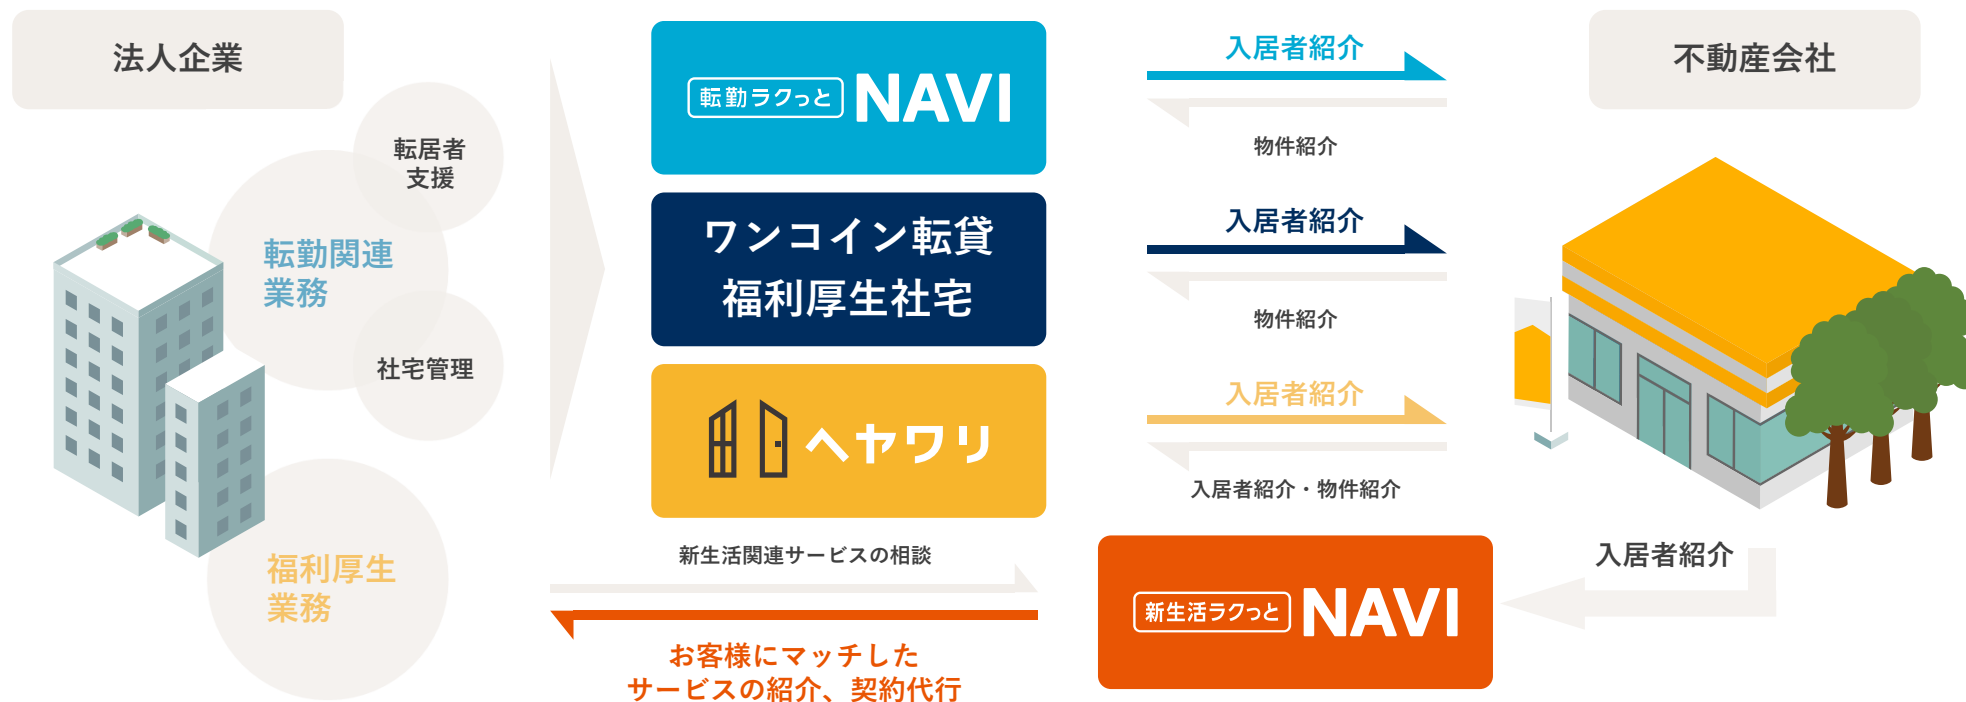 法人企業
転居者
支援
転勤関連
業務
社宅管理
福利厚生
業務
転勤ラクっと NAVI
ワンコイン転貸
福利厚生社宅
ヘヤワリ
入居者紹介
物件紹介
入居者紹介
物件紹介
入居者紹介
入居者紹介・物件紹介
不動産会社
新生活関連サービスの相談
お客様にマッチした
サービスの紹介、契約代行
新生活ラクっと NAVI
入居者紹介